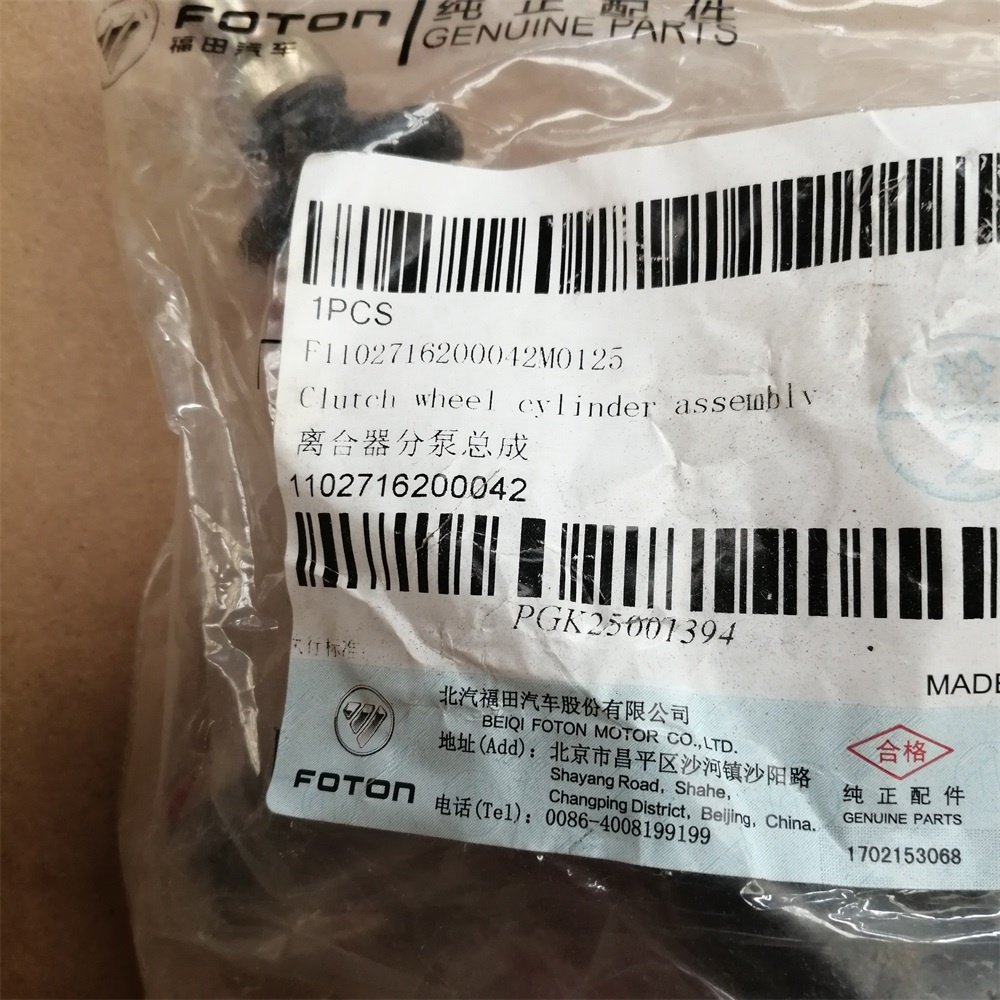 FOTON
福田汽车
纯正配件
GENUINE PARTS
1PCS
F1102716200042M0125
Clutch wheel cylinder assembly
离合器分泵总成
1102716200042
PGK25001394
行标准:
MADE
北汽福田汽车股份有限公司
BEIQI FOTON MOTOR CO.,LTD.
地址(Add): 北京市昌平区沙河镇沙阳路
Shayang Road, Shahe,
Changping District, Beijing, China.
电话(Tel): 0086-4008199199
FOTON
合格
纯正配件
GENUINE PARTS
1702153068